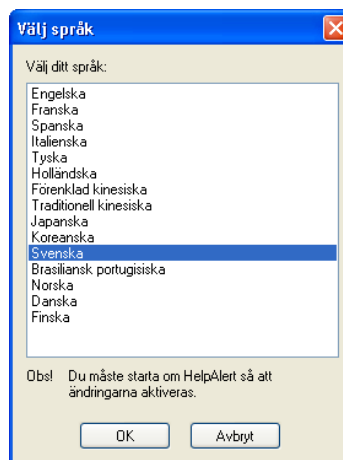 Välj språk
Välj ditt språk:
Engelska
Franska
Spanska
Italienska
Tyska
Holländska
Förenklad kinesiska
Traditionell kinesiska
Japanska
Koreanska
Svenska
Brasiliansk portugisiska
Norska
Danska
Finska
Obs! Du måste starta om HelpAlert så att
ändringarna aktiveras.
OK Avbryt